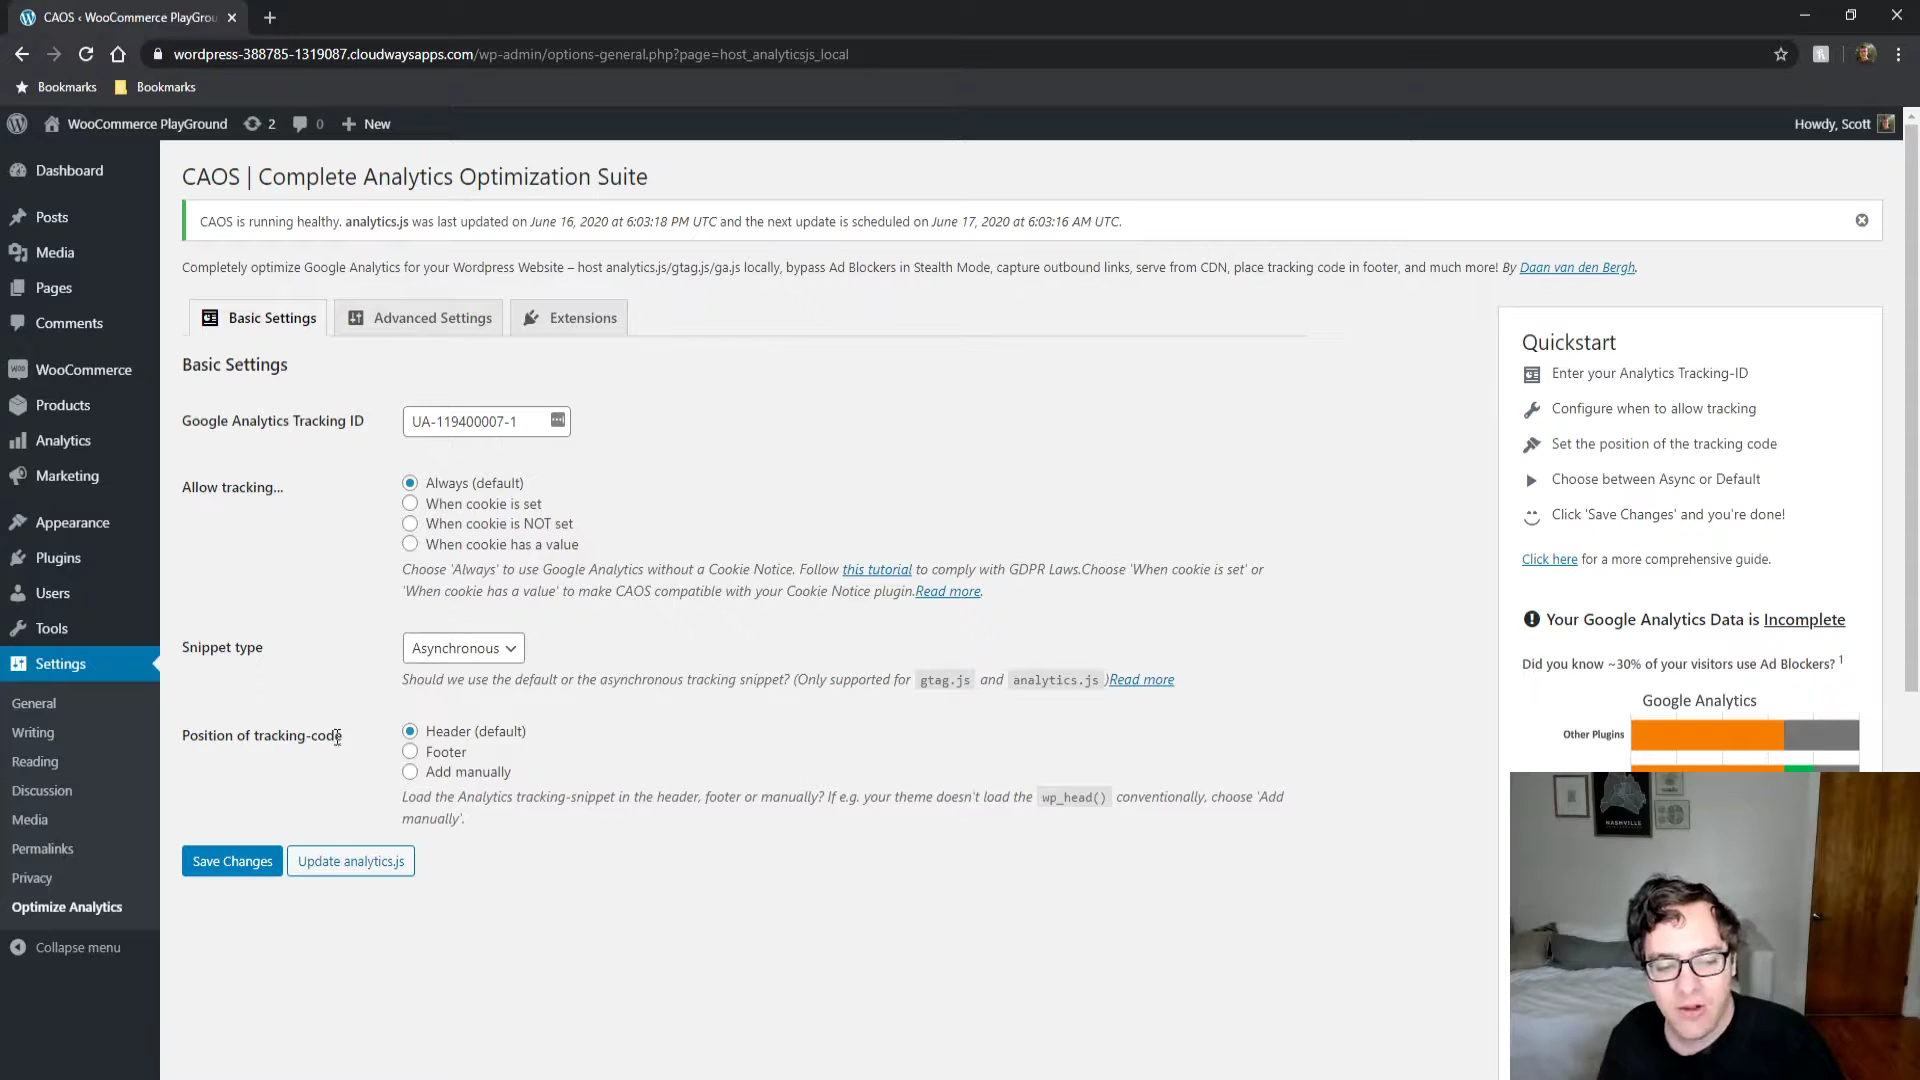 CAOS ‹ WooCommerce PlayGrou
wordpress-388785-1319087.cloudwaysapps.com/wp-admin/options-general.php?page=host_analyticsjs_local
Bookmarks
Bookmarks
WooCommerce PlayGround
2
0
New
Howdy, Scott
Dashboard
Posts
Media
Pages
Comments
WooCommerce
Products
Analytics
Marketing
Appearance
Plugins
Users
Tools
Settings
General
Writing
Reading
Discussion
Media
Permalinks
Privacy
Optimize Analytics
Collapse menu
CAOS | Complete Analytics Optimization Suite
CAOS is running healthy. analytics.js was last updated on June 16, 2020 at 6:03:18 PM UTC and the next update is scheduled on June 17, 2020 at 6:03:16 AM UTC.
Completely optimize Google Analytics for your Wordpress Website – host analytics.js/gtag.js/ga.js locally, bypass Ad Blockers in Stealth Mode, capture outbound links, serve from CDN, place tracking code in footer, and much more! By Daan van den Bergh.
Basic Settings
Advanced Settings
Extensions
Basic Settings
Google Analytics Tracking ID
UA-119400007-1
Allow tracking...
Always (default)
When cookie is set
When cookie is NOT set
When cookie has a value
Choose 'Always' to use Google Analytics without a Cookie Notice. Follow this tutorial to comply with GDPR Laws.Choose 'When cookie is set' or
'When cookie has a value' to make CAOS compatible with your Cookie Notice plugin.Read more.
Snippet type
Asynchronous
Should we use the default or the asynchronous tracking snippet? (Only supported for gtag.js and analytics.js )Read more
Position of tracking-code
Header (default)
Footer
Add manually
Load the Analytics tracking-snippet in the header, footer or manually? If e.g. your theme doesn't load the wp_head() conventionally, choose 'Add
manually'.
Save Changes
Update analytics.js
Quickstart
Enter your Analytics Tracking-ID
Configure when to allow tracking
Set the position of the tracking code
Choose between Async or Default
Click 'Save Changes' and you're done!
Click here for a more comprehensive guide.
Your Google Analytics Data is Incomplete
Did you know ~30% of your visitors use Ad Blockers? 1
Google Analytics
Other Plugins
NASHVILLE